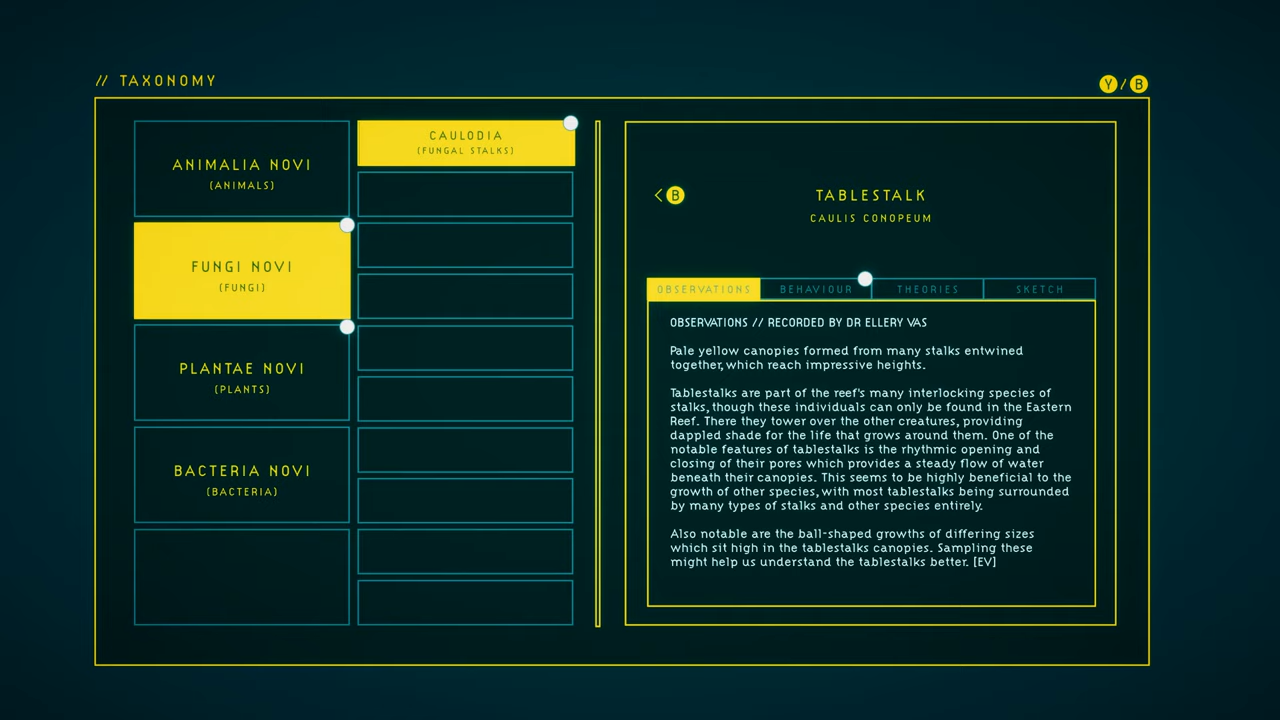 // TAXONOMY
Y / B
ANIMALIA NOVI
(ANIMALS)
FUNGI NOVI
(FUNGI)
PLANTAE NOVI
(PLANTS)
BACTERIA NOVI
(BACTERIA)
CAULODIA
(FUNGAL STALKS)
< B
TABLESTALK
CAULIS CONOPEUM
OBSERVATIONS
BEHAVIOUR
THEORIES
SKETCH
OBSERVATIONS // RECORDED BY DR ELLERY VAS
Pale yellow canopies formed from many stalks entwined
together, which reach impressive heights.
Tablestalks are part of the reef's many interlocking species of
stalks, though these individuals can only be found in the Eastern
Reef. There they tower over the other creatures, providing
dappled shade for the life that grows around them. One of the
notable features of tablestalks is the rhythmic opening and
closing of their pores which provides a steady flow of water
beneath their canopies. This seems to be highly beneficial to the
growth of other species, with most tablestalks being surrounded
by many types of stalks and other species entirely.
Also notable are the ball-shaped growths of differing sizes
which sit high in the tablestalks canopies. Sampling these
might help us understand the tablestalks better. [EV]